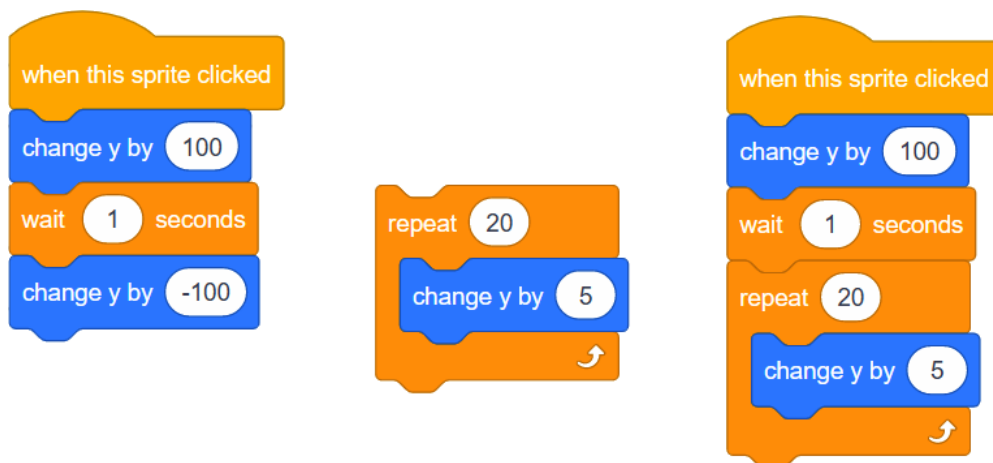 when this sprite clicked
change y by 100
wait 1 seconds
change y by -100
repeat 20
change y by 5
when this sprite clicked
change y by 100
wait 1 seconds
repeat 20
change y by 5